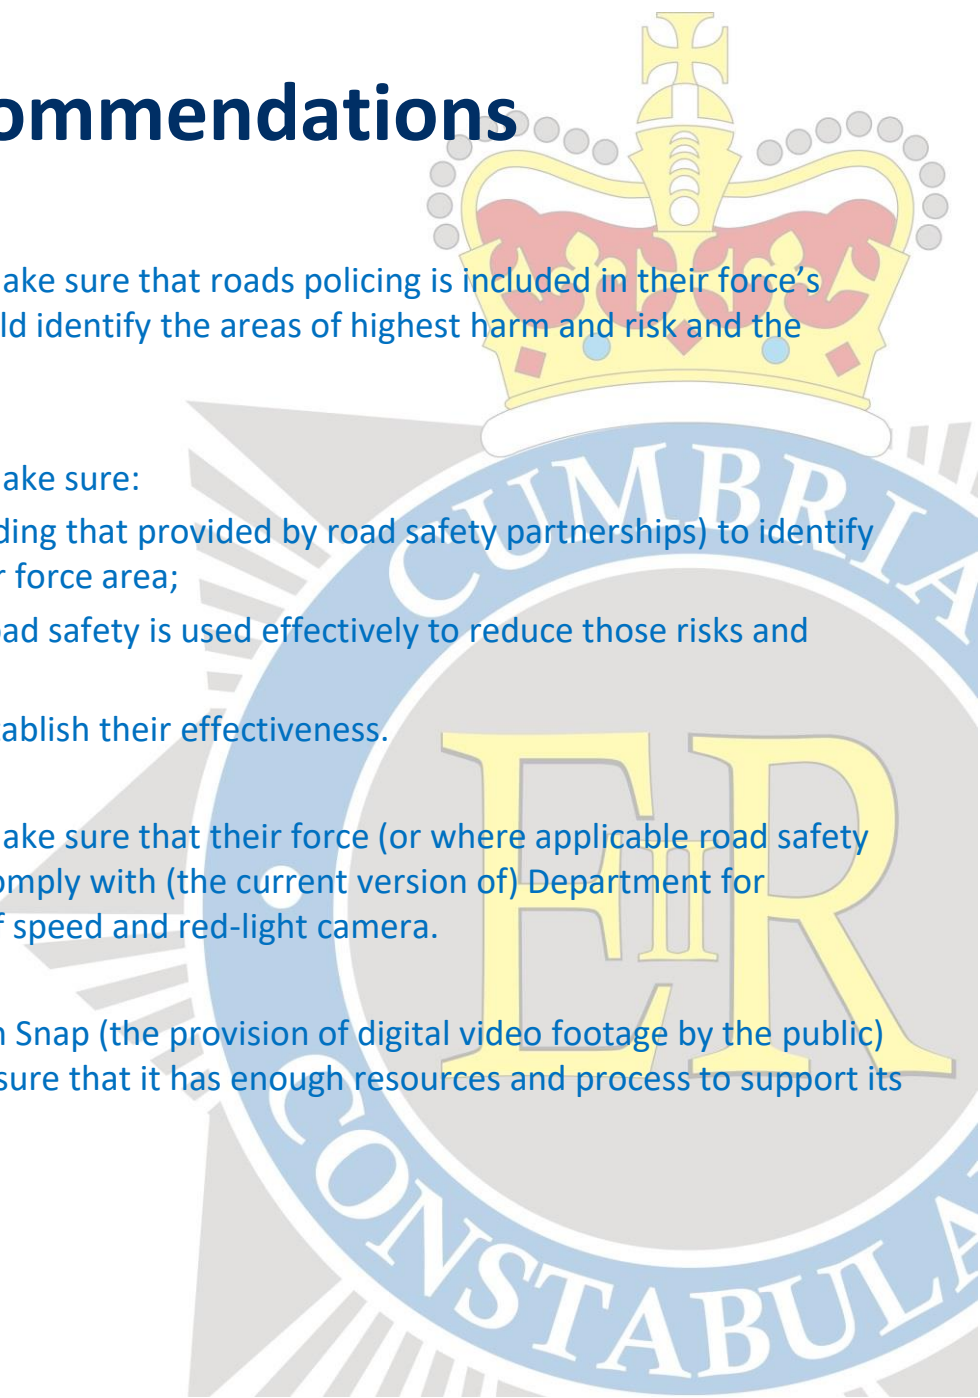 ommendations
ake sure that roads policing is included in their force’s
ld identify the areas of highest harm and risk and the
ake sure:
ding that provided by road safety partnerships) to identify
r force area;
oad safety is used effectively to reduce those risks and
tablish their effectiveness.
ake sure that their force (or where applicable road safety
omply with (the current version of) Department for
f speed and red-light camera.
n Snap (the provision of digital video footage by the public)
sure that it has enough resources and process to support its
CUMBRIA
EIIR
CONSTABULA